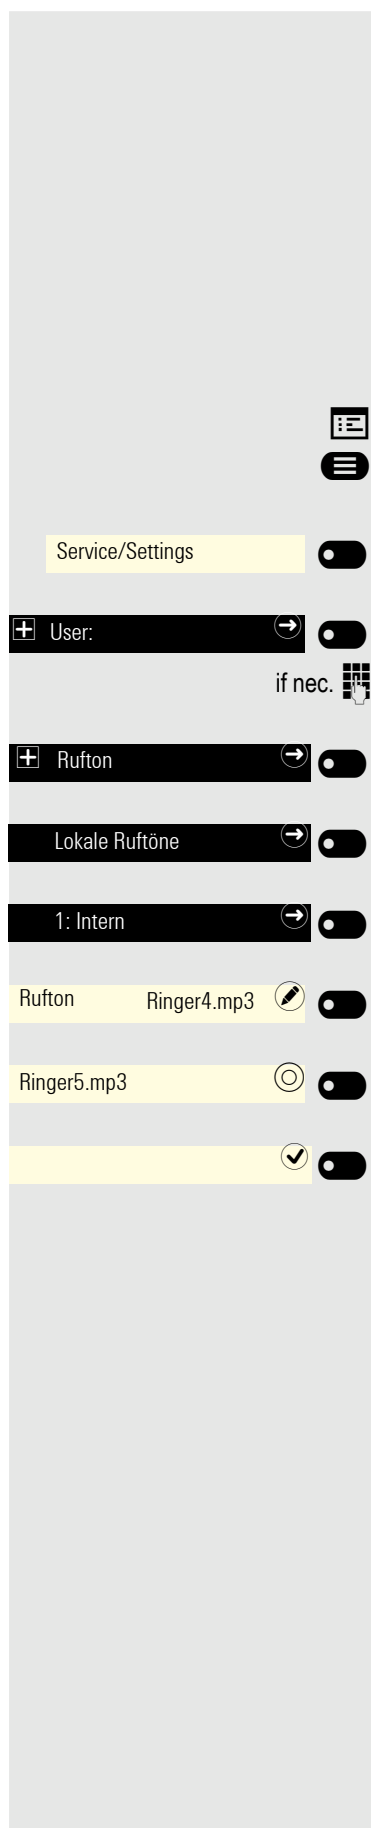 Service/Settings
User:
if nec.
Rufton
Lokale Ruftöne
1: Intern
Rufton Ringer4.mp3
Ringer5.mp3